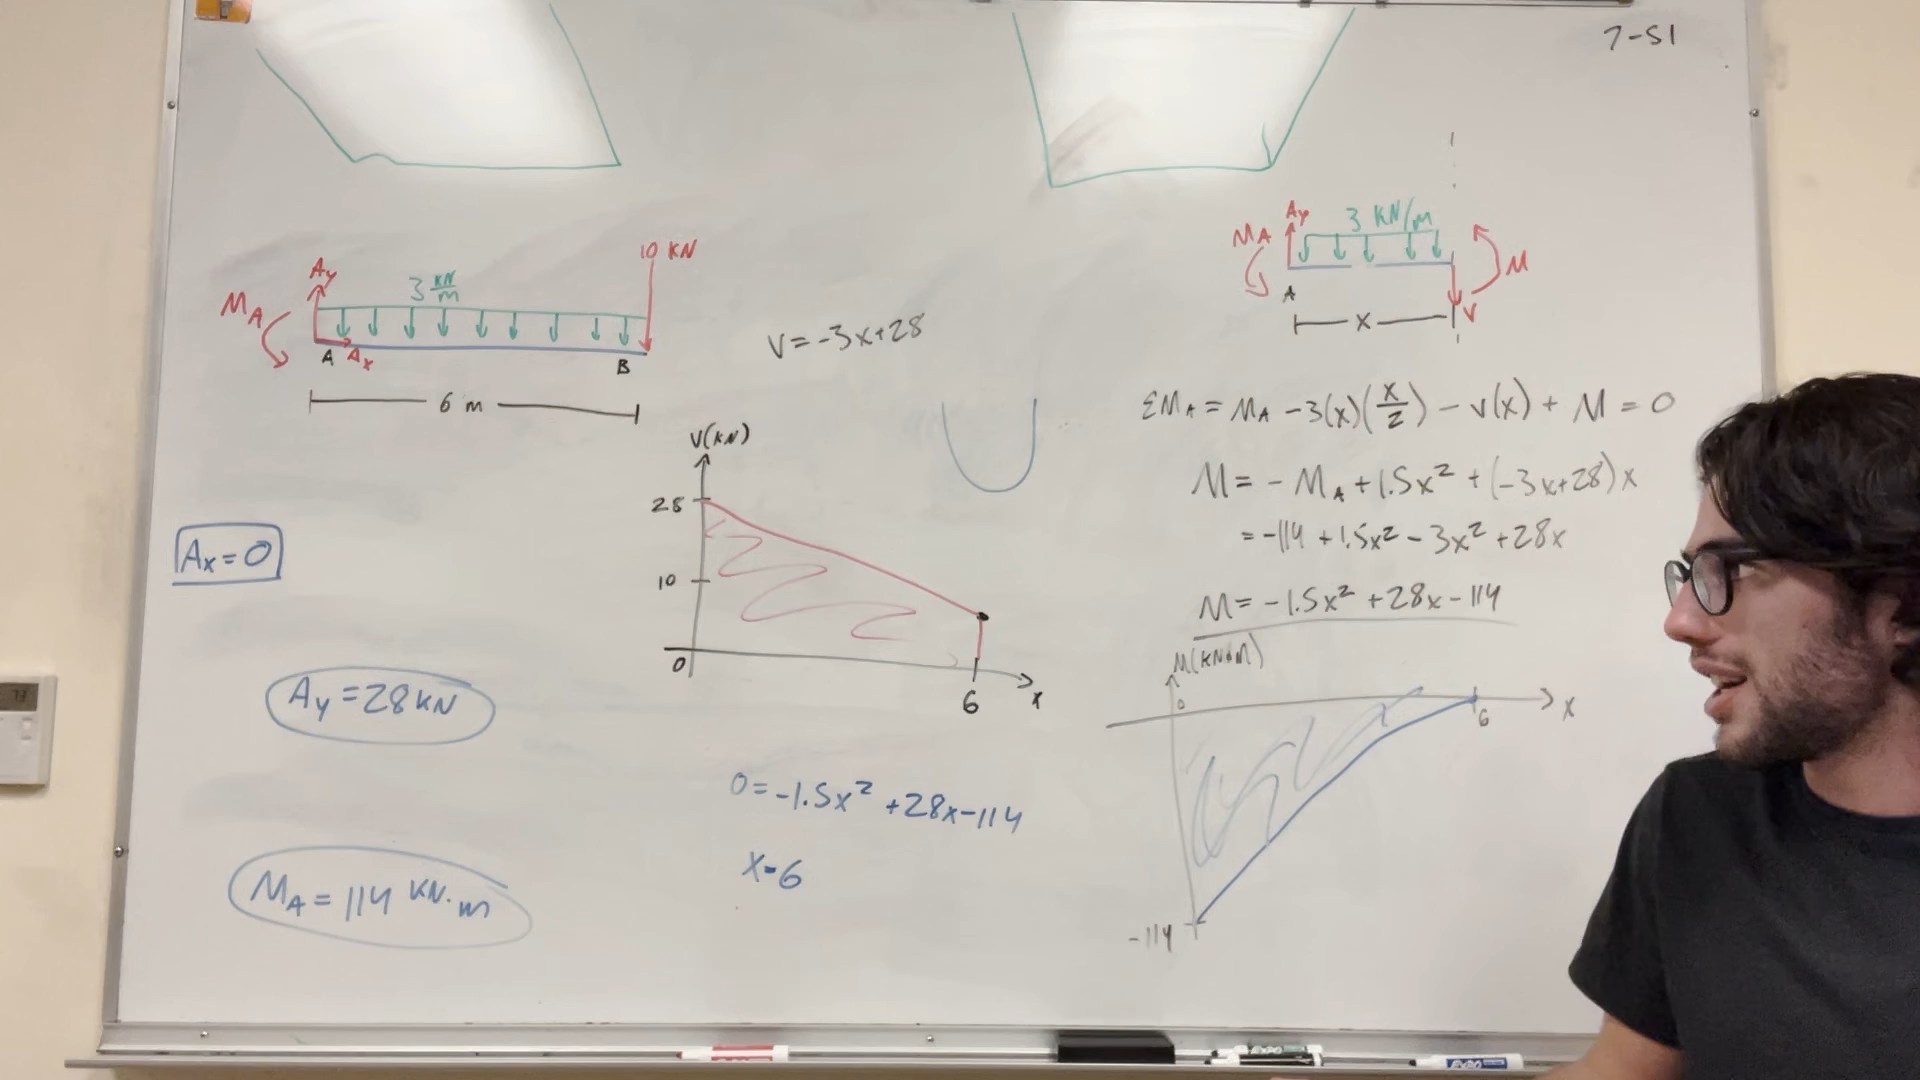 7-51
10 KN
Ay
3 KN/m
MA
A Ax
B
6 m
V=-3x+28
V(KN)
28
10
0
6
x
Ax=0
Ay=28KN
MA=114 KN·m
0=-1.5x²+28x-114
x=6
Ay
3 KN/m
MA
M
A
V
x
ΣMA=MA-3(x)(x/2)-V(x)+M=0
M=-MA+1.5x²+(-3x+28)x
=-114+1.5x²-3x²+28x
M=-1.5x²+28x-114
M(KN·M)
0
6
x
-114